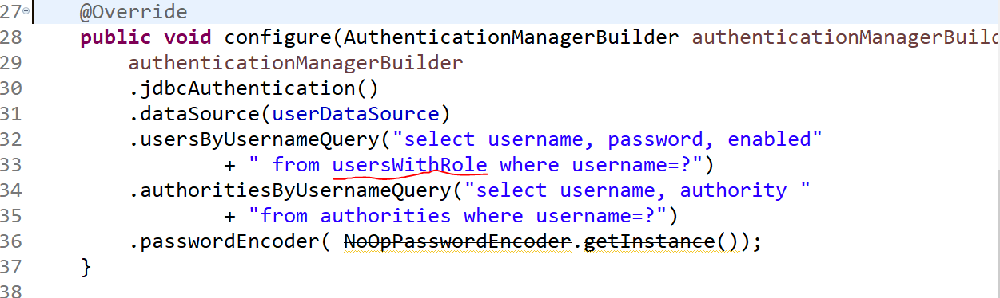 27 @Override
28 public void configure(AuthenticationManagerBuilder authenticationManagerBuild
29 authenticationManagerBuilder
30 .jdbcAuthentication()
31 .dataSource(userDataSource)
32 .usersByUsernameQuery("select username, password, enabled"
33 + " from usersWithRole where username=?")
34 .authoritiesByUsernameQuery("select username, authority "
35 + "from authorities where username=?")
36 .passwordEncoder( NoOpPasswordEncoder.getInstance());
37 }
38